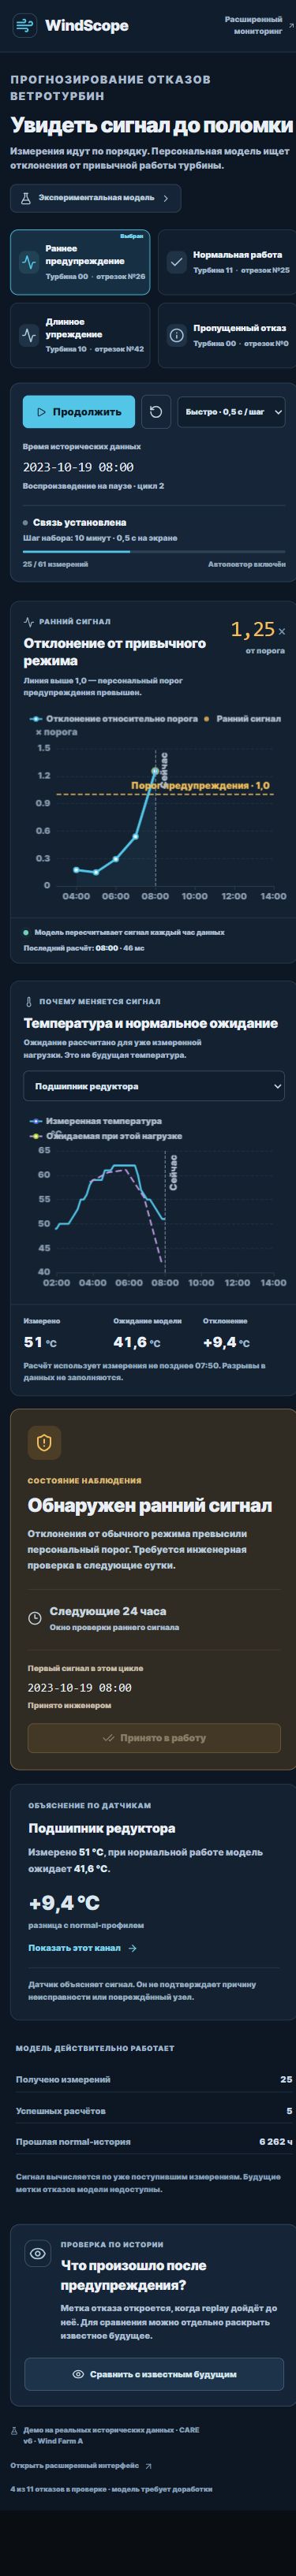 WindScope
Расширенный
мониторинг
ПРОГНОЗИРОВАНИЕ ОТКАЗОВ
ВЕТРОТУРБИН
Увидеть сигнал до поломки
Измерения идут по порядку. Персональная модель ищет
отклонения от привычной работы турбины.
Экспериментальная модель
Выбран
Раннее
предупреждение
Турбина 00 · отрезок №26
Нормальная работа
Турбина 11 · отрезок №25
Длинное
упреждение
Турбина 10 · отрезок №42
Пропущенный отказ
Турбина 00 · отрезок №0
Продолжить
Быстро · 0,5 с / шаг
Время исторических данных
2023-10-19 08:00
Воспроизведение на паузе · цикл 2
Связь установлена
Шаг набора: 10 минут · 0,5 с на экране
25 / 61 измерений
Автоповтор включён
РАННИЙ СИГНАЛ
Отклонение от привычного
режима
Линия выше 1,0 — персональный порог
предупреждения превышен.
1,25 ×
от порога
Отклонение относительно порога
Ранний сигнал
× порога
1.5
1.2
0.9
0.6
0.3
0
Сейчас
Порог предупреждения · 1,0
04:00 06:00 08:00 10:00 12:00 14:00
Модель пересчитывает сигнал каждый час данных
Последний расчёт: 08:00 · 46 мс
ПОЧЕМУ МЕНЯЕТСЯ СИГНАЛ
Температура и нормальное ожидание
Ожидание рассчитано для уже измеренной
нагрузки. Это не будущая температура.
Подшипник редуктора
Измеренная температура
Ожидаемая при этой нагрузке
°C
65
60
55
50
45
40
Сейчас
02:00 04:00 06:00 08:00 10:00 12:00 14:00
Измерено
51 °C
Ожидание модели
41,6 °C
Отклонение
+9,4 °C
Расчёт использует измерения не позднее 07:50. Разрывы в
данных не заполняются.
СОСТОЯНИЕ НАБЛЮДЕНИЯ
Обнаружен ранний сигнал
Отклонения от обычного режима превысили
персональный порог. Требуется инженерная
проверка в следующие сутки.
Следующие 24 часа
Окно проверки раннего сигнала
Первый сигнал в этом цикле
2023-10-19 08:00
Принято инженером
Принято в работу
ОБЪЯСНЕНИЕ ПО ДАТЧИКАМ
Подшипник редуктора
Измерено 51 °C, при нормальной работе модель
ожидает 41,6 °C.
+9,4 °C
разница с normal-профилем
Показать этот канал
Датчик объясняет сигнал. Он не подтверждает причину
неисправности или повреждённый узел.
МОДЕЛЬ ДЕЙСТВИТЕЛЬНО РАБОТАЕТ
Получено измерений 25
Успешных расчётов 5
Прошлая normal-история 6 262 ч
Сигнал вычисляется по уже поступившим измерениям. Будущие
метки отказов модели недоступны.
ПРОВЕРКА ПО ИСТОРИИ
Что произошло после
предупреждения?
Метка отказа откроется, когда replay дойдёт до
неё. Для сравнения можно отдельно раскрыть
известное будущее.
Сравнить с известным будущим
Демо на реальных исторических данных · CARE
v6 · Wind Farm A
Открыть расширенный интерфейс
4 из 11 отказов в проверке · модель требует доработки